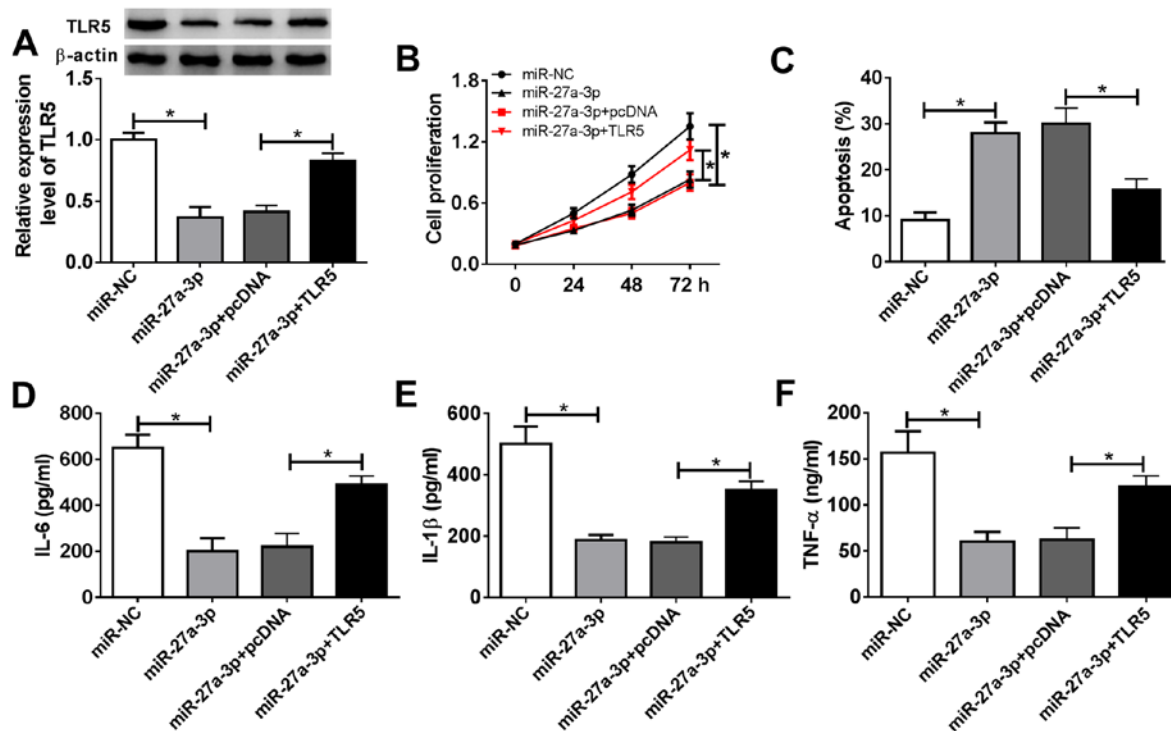 A
TLR5
β-actin
Relative expression
level of TLR5
1.5
1.0
0.5
0.0
*
*
miR-NC
miR-27a-3p
miR-27a-3p+pcDNA
miR-27a-3p+TLR5
B
Cell proliferation
1.8
1.2
0.6
0.0
miR-NC
miR-27a-3p
miR-27a-3p+pcDNA
miR-27a-3p+TLR5
*
*
0 24 48 72 h
C
Apoptosis (%)
40
30
20
10
0
*
*
miR-NC
miR-27a-3p
miR-27a-3p+pcDNA
miR-27a-3p+TLR5
D
IL-6 (pg/ml)
800
600
400
200
0
*
*
miR-NC
miR-27a-3p
miR-27a-3p+pcDNA
miR-27a-3p+TLR5
E
IL-1β (pg/ml)
600
400
200
0
*
*
miR-NC
miR-27a-3p
miR-27a-3p+pcDNA
miR-27a-3p+TLR5
F
TNF-α (ng/ml)
200
150
100
50
0
*
*
miR-NC
miR-27a-3p
miR-27a-3p+pcDNA
miR-27a-3p+TLR5